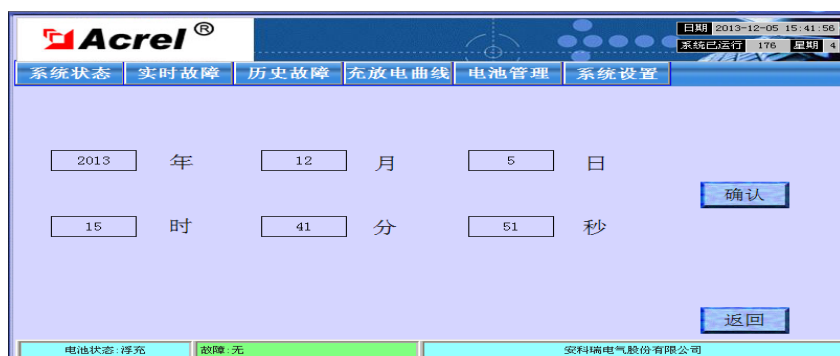 Acrel®
日期 2013-12-05 15:41:56
系统已运行 176 星期 4
系统状态 实时故障 历史故障 充放电曲线 电池管理 系统设置
2013 年 12 月 5 日
确认
15 时 41 分 51 秒
返回
电池状态:浮充 故障:无 安科瑞电气股份有限公司